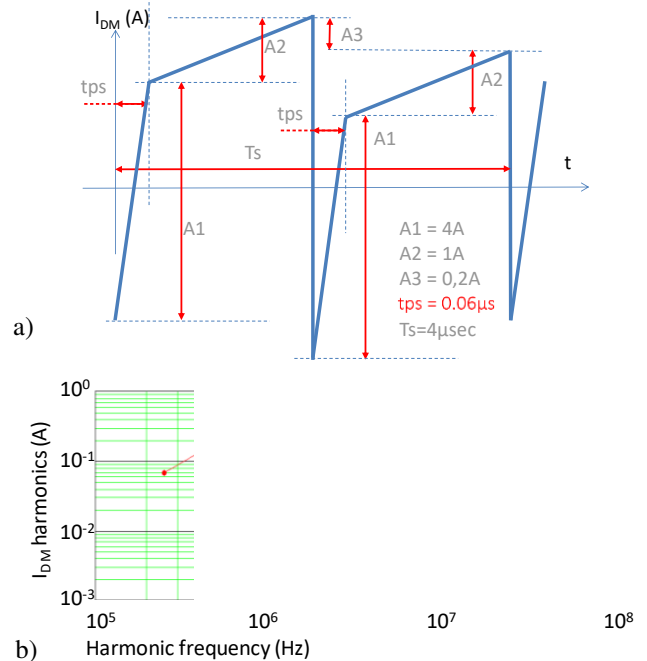 I_DM (A)
A2
A3
A2
tps
tps
A1
Ts
t
A1
A1 = 4A
A2 = 1A
A3 = 0,2A
tps = 0.06µs
Ts=4µsec
a)
10^0
10^-1
10^-2
10^-3
I_DM harmonics (A)
10^5
10^6
10^7
10^8
b)
Harmonic frequency (Hz)